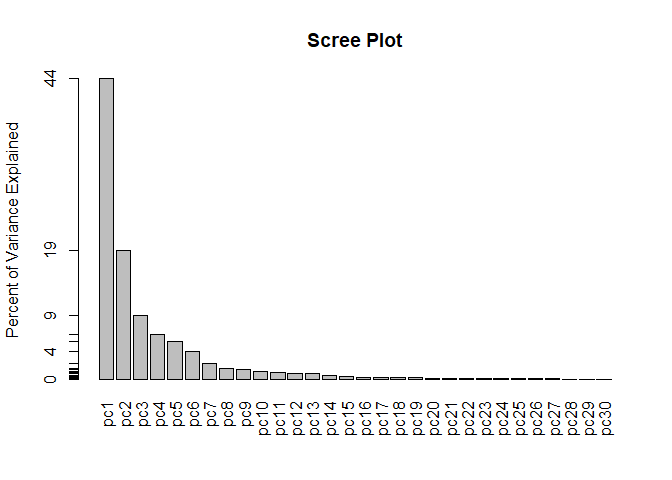 Scree Plot
Percent of Variance Explained
44
19
9
4
0
pc1
pc2
pc3
pc4
pc5
pc6
pc7
pc8
pc9
pc10
pc11
pc12
pc13
pc14
pc15
pc16
pc17
pc18
pc19
pc20
pc21
pc22
pc23
pc24
pc25
pc26
pc27
pc28
pc29
pc30